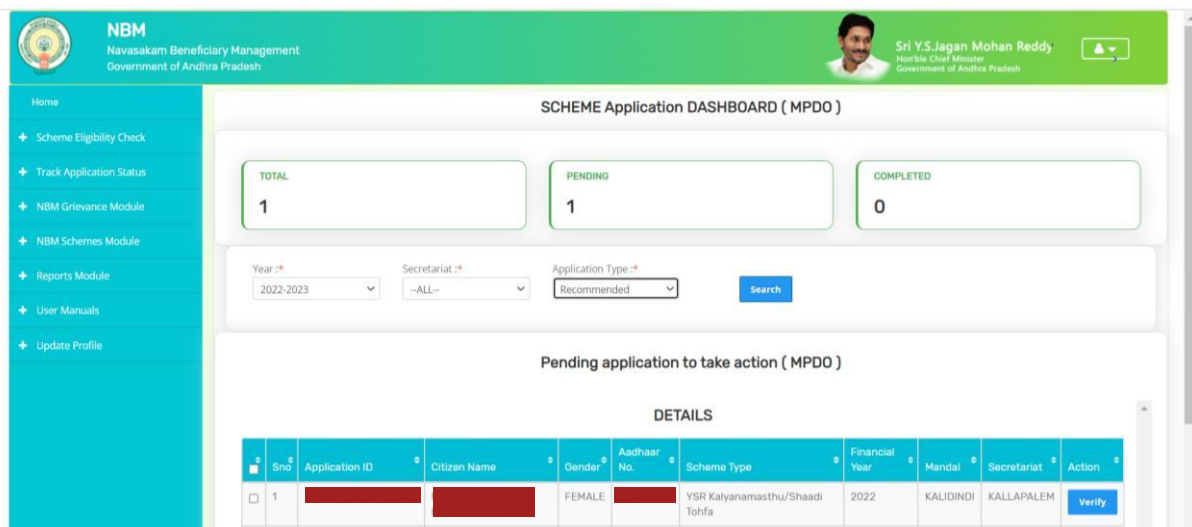 NBM
Navasakam Beneficiary Management
Government of Andhra Pradesh
Sri Y.S.Jagan Mohan Reddy
Hon'ble Chief Minister
Government of Andhra Pradesh
Home
Scheme Eligibility Check
Track Application Status
NBM Grievance Module
NBM Schemes Module
Reports Module
User Manuals
Update Profile
SCHEME Application DASHBOARD ( MPDO )
TOTAL
1
PENDING
1
COMPLETED
0
Year :*
2022-2023
Secretariat :*
--ALL--
Application Type :*
Recommended
Search
Pending application to take action ( MPDO )
DETAILS
Sno Application ID Citizen Name Gender Aadhaar No. Scheme Type Financial Year Mandal Secretariat Action
1 FEMALE YSR Kalyanamasthu/Shaadi Tohfa 2022 KALIDINDI KALLAPALEM Verify